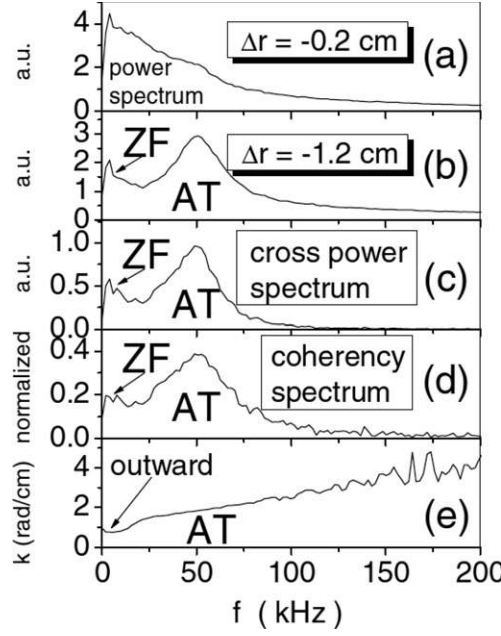 a.u.
4
2
0
power
spectrum
Δr = -0.2 cm
(a)
a.u.
3
2
1
0
ZF
AT
Δr = -1.2 cm
(b)
a.u.
1.0
0.5
0.0
ZF
AT
cross power
spectrum
(c)
normalized
0.4
0.2
0.0
ZF
AT
coherency
spectrum
(d)
k (rad/cm)
4
2
0
outward
AT
(e)
0 50 100 150 200
f ( kHz )